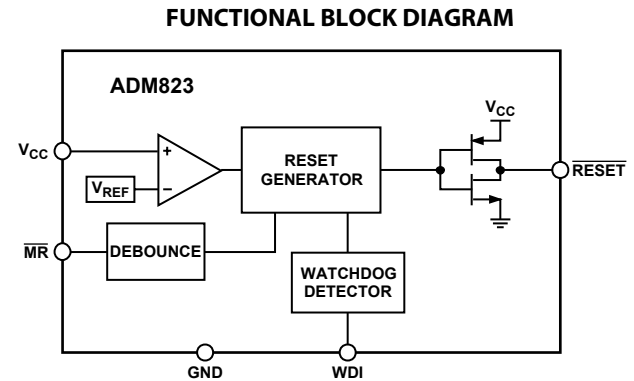 FUNCTIONAL BLOCK DIAGRAM
ADM823
VCC
VCC
+
RESET
GENERATOR
RESET
VREF
−
MR
DEBOUNCE
WATCHDOG
DETECTOR
GND
WDI